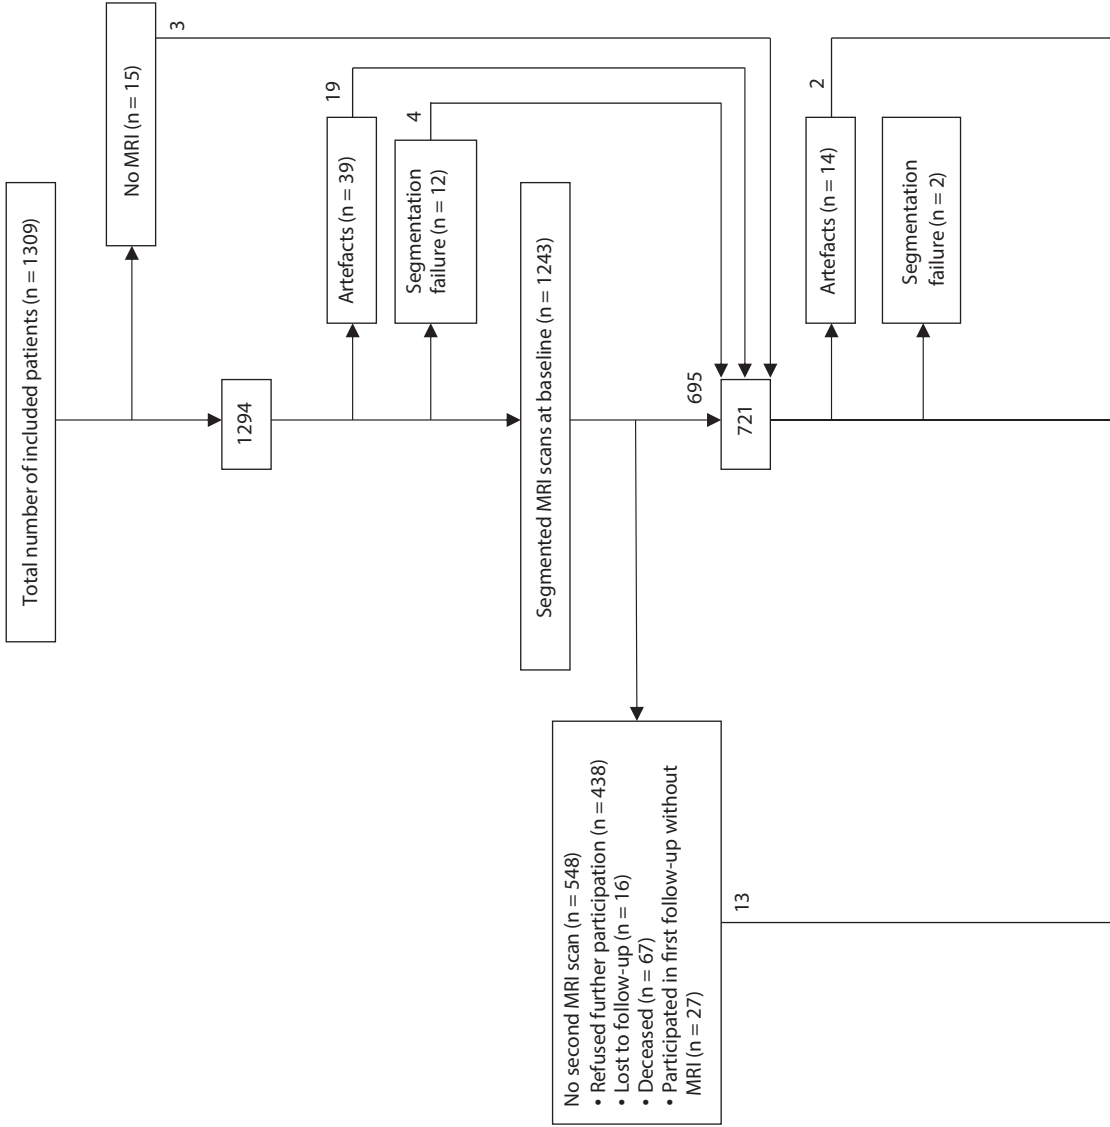 Total number of included patients (n = 1309)
No MRI (n = 15)
3
1294
Artefacts (n = 39)
19
Segmentation
failure (n = 12)
4
Segmented MRI scans at baseline (n = 1243)
No second MRI scan (n = 548)
• Refused further participation (n = 438)
• Lost to follow-up (n = 16)
• Deceased (n = 67)
• Participated in first follow-up without
MRI (n = 27)
13
695
721
Artefacts (n = 14)
2
Segmentation
failure (n = 2)